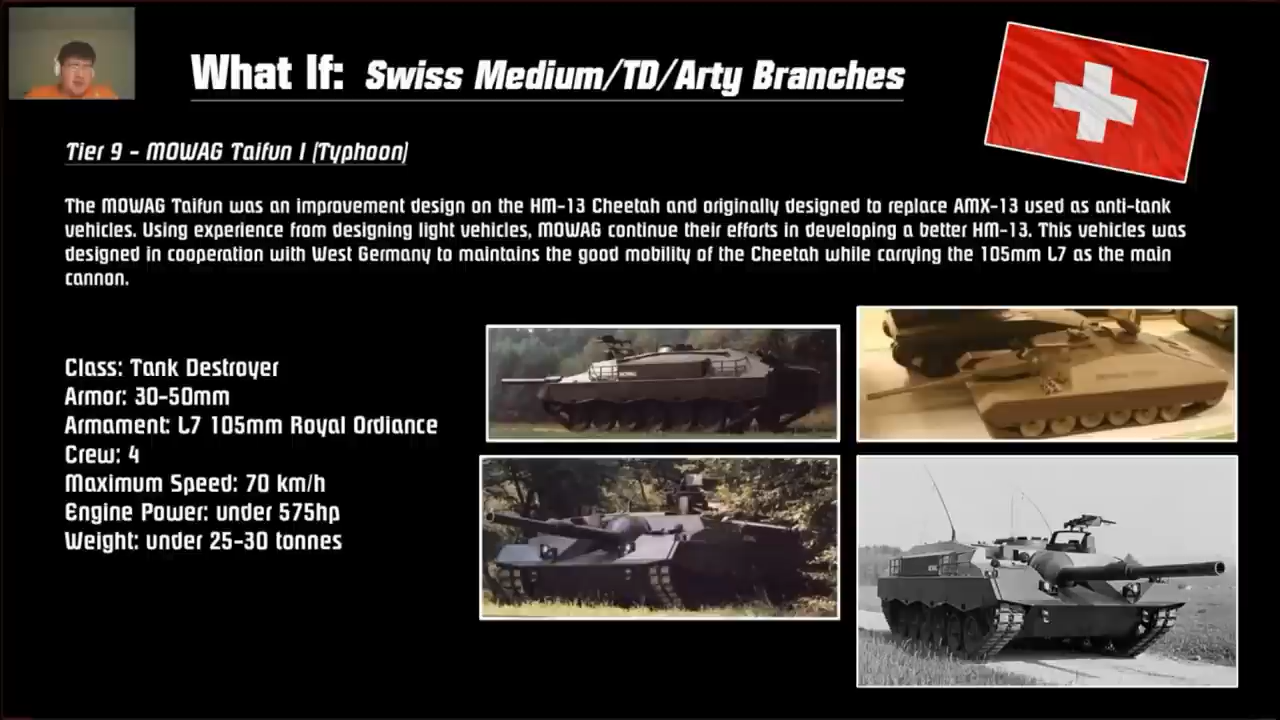 What If: Swiss Medium/TD/Arty Branches
Tier 9 - MOWAG Taifun I (Typhoon)
The MOWAG Taifun was an improvement design on the HM-13 Cheetah and originally designed to replace AMX-13 used as anti-tank
vehicles. Using experience from designing light vehicles, MOWAG continue their efforts in developing a better HM-13. This vehicles was
designed in cooperation with West Germany to maintains the good mobility of the Cheetah while carrying the 105mm L7 as the main
cannon.
Class: Tank Destroyer
Armor: 30-50mm
Armament: L7 105mm Royal Ordiance
Crew: 4
Maximum Speed: 70 km/h
Engine Power: under 575hp
Weight: under 25-30 tonnes